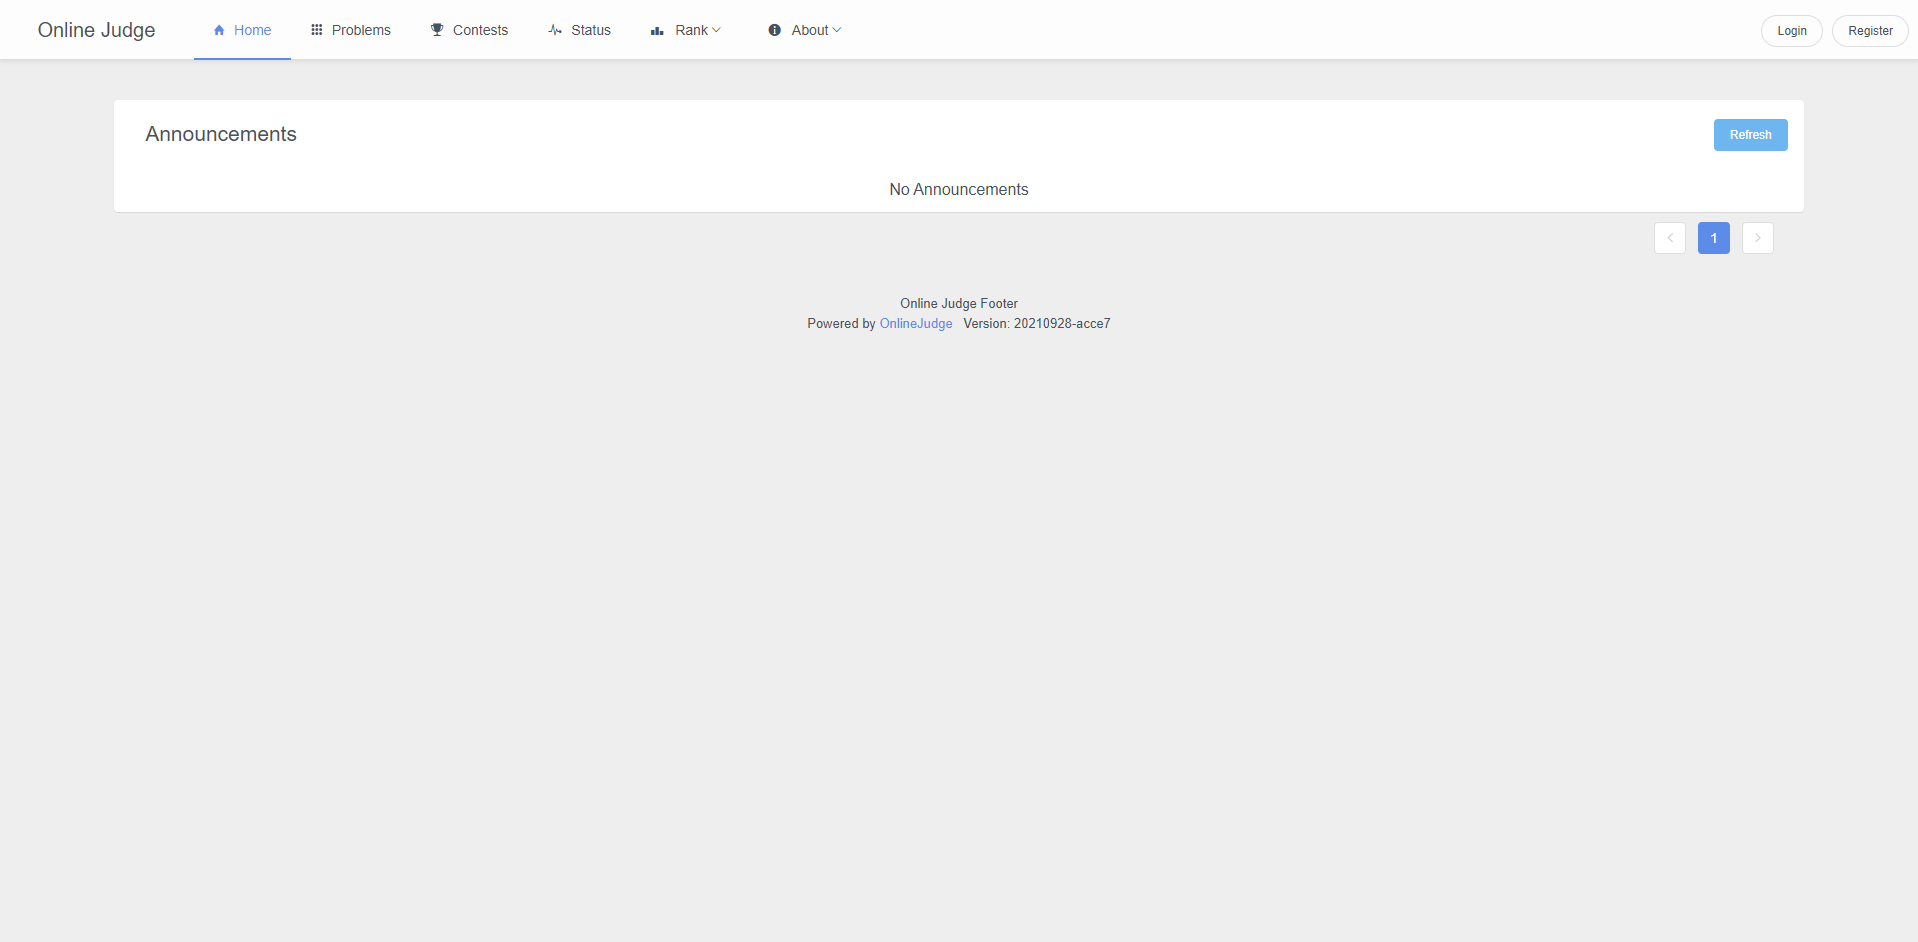 Online Judge
Home
Problems
Contests
Status
Rank
About
Login
Register
Announcements
Refresh
No Announcements
1
Online Judge Footer
Powered by OnlineJudge Version: 20210928-acce7